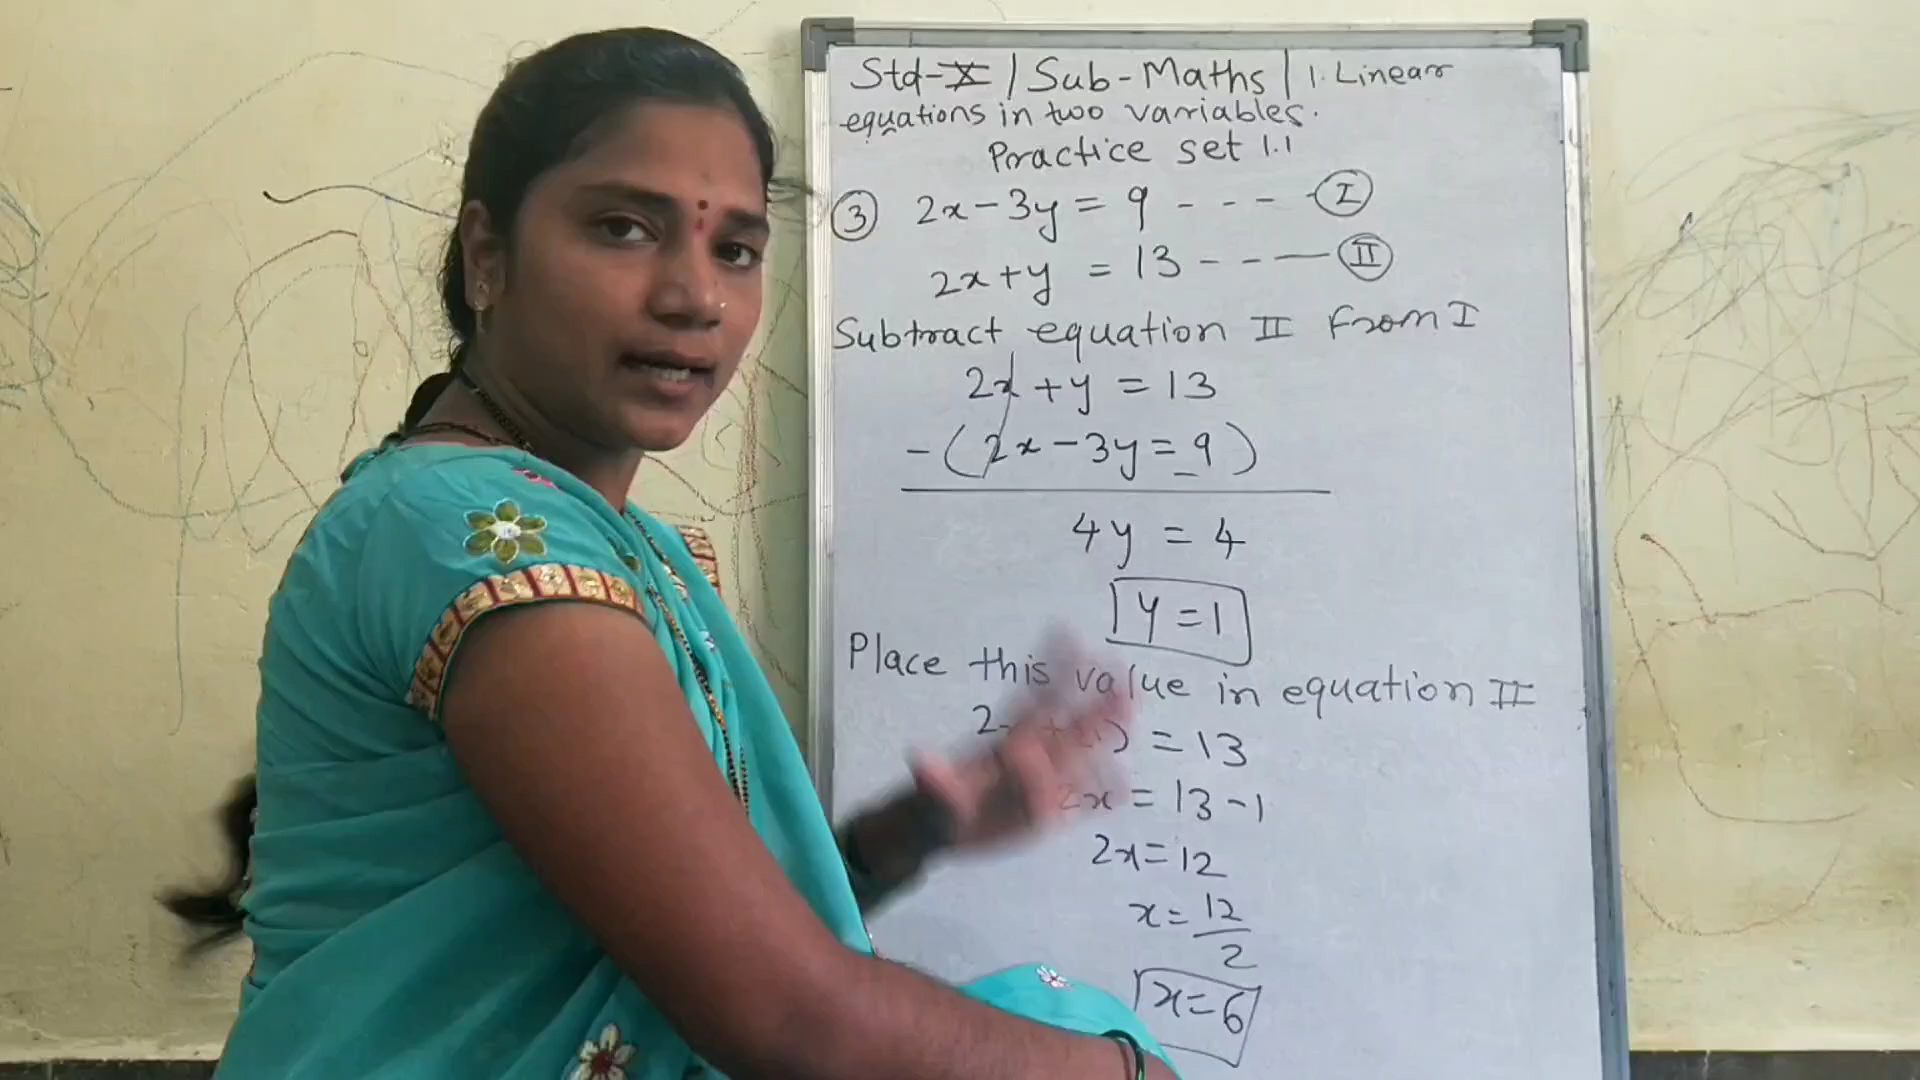 Std-X | Sub-Maths | 1. Linear
equations in two variables.
Practice set 1.1
③ 2x-3y = 9 - - - - Ⓘ
2x+y = 13 - - — II
Subtract equation II from I
2x + y = 13
-(2x-3y=9)
4y = 4
y=1
Place this value in equation II
= 13
2x = 13-1
2x=12
x=12/2
x=6